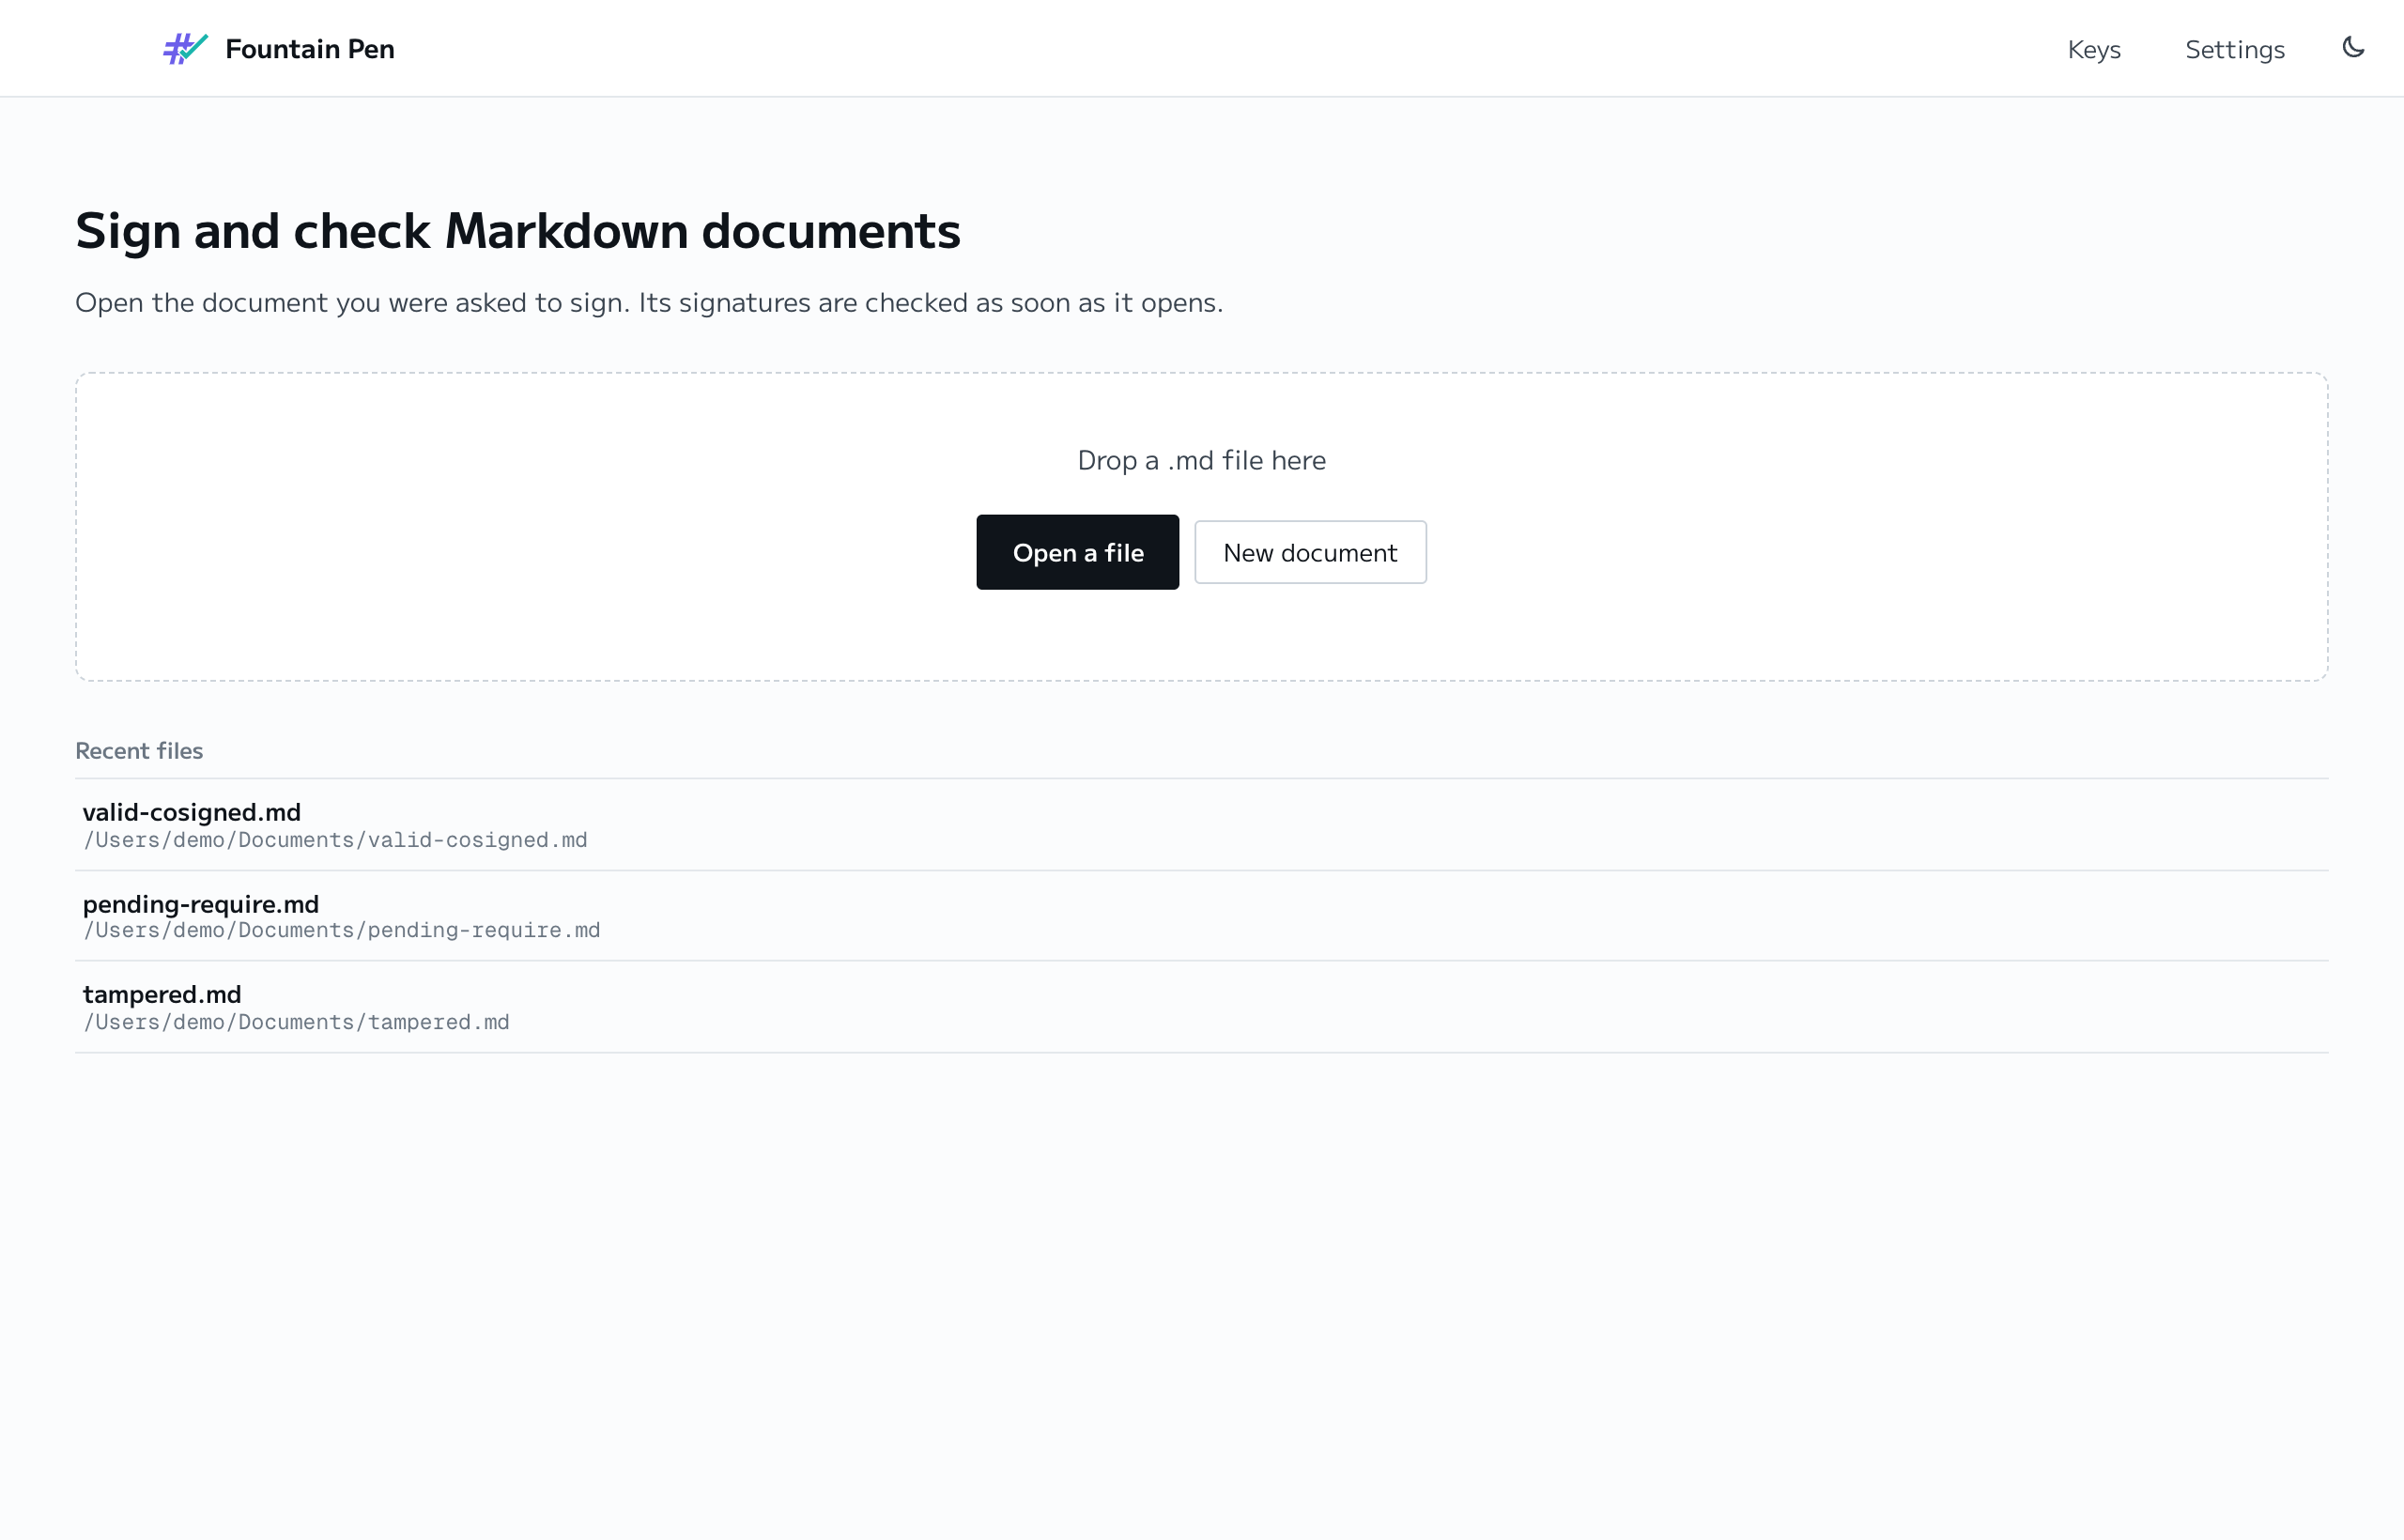 Fountain Pen
Keys
Settings
Sign and check Markdown documents
Open the document you were asked to sign. Its signatures are checked as soon as it opens.
Drop a .md file here
Open a file
New document
Recent files
valid-cosigned.md
/Users/demo/Documents/valid-cosigned.md
pending-require.md
/Users/demo/Documents/pending-require.md
tampered.md
/Users/demo/Documents/tampered.md